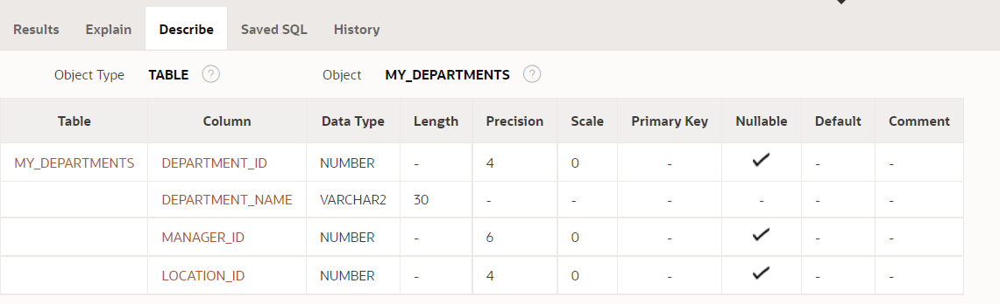 Results Explain Describe Saved SQL History
Object Type TABLE ? Object MY_DEPARTMENTS ?
Table Column Data Type Length Precision Scale Primary Key Nullable Default Comment
MY_DEPARTMENTS DEPARTMENT_ID NUMBER - 4 0 - ✓ - -
DEPARTMENT_NAME VARCHAR2 30 - - - - - -
MANAGER_ID NUMBER - 6 0 - ✓ - -
LOCATION_ID NUMBER - 4 0 - ✓ - -